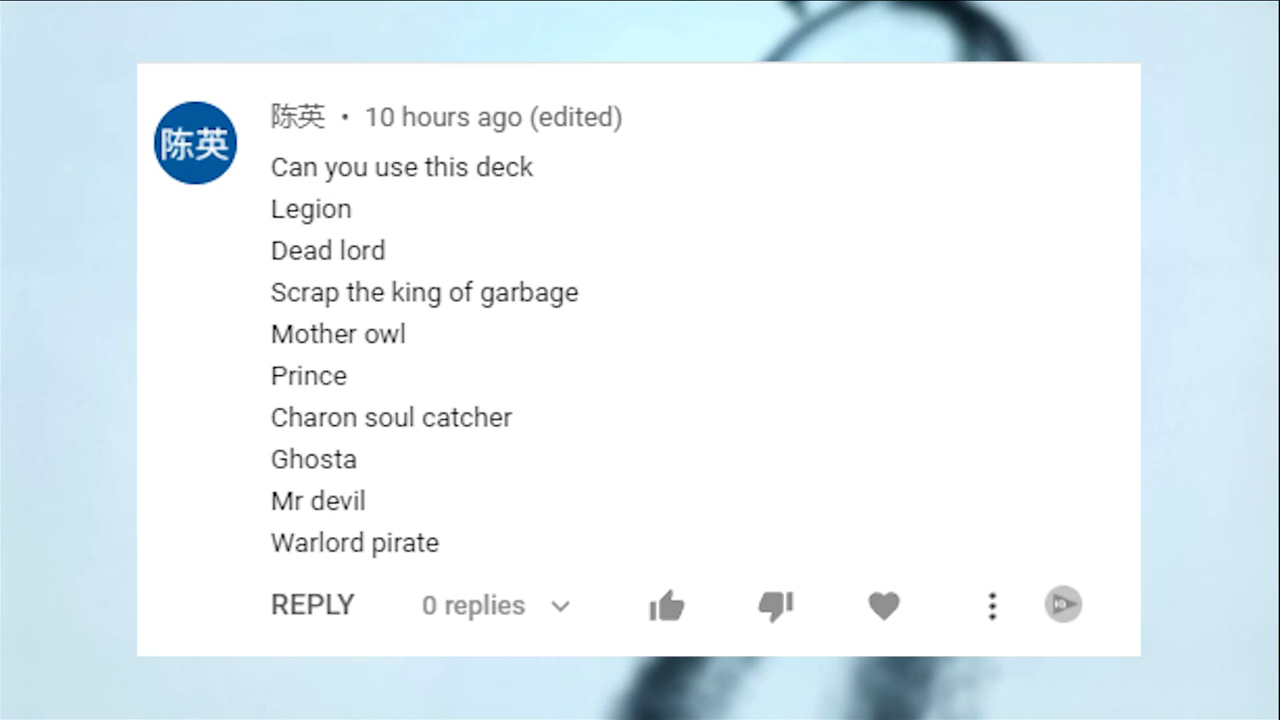 陈英
陈英 • 10 hours ago (edited)
Can you use this deck
Legion
Dead lord
Scrap the king of garbage
Mother owl
Prince
Charon soul catcher
Ghosta
Mr devil
Warlord pirate
REPLY 0 replies